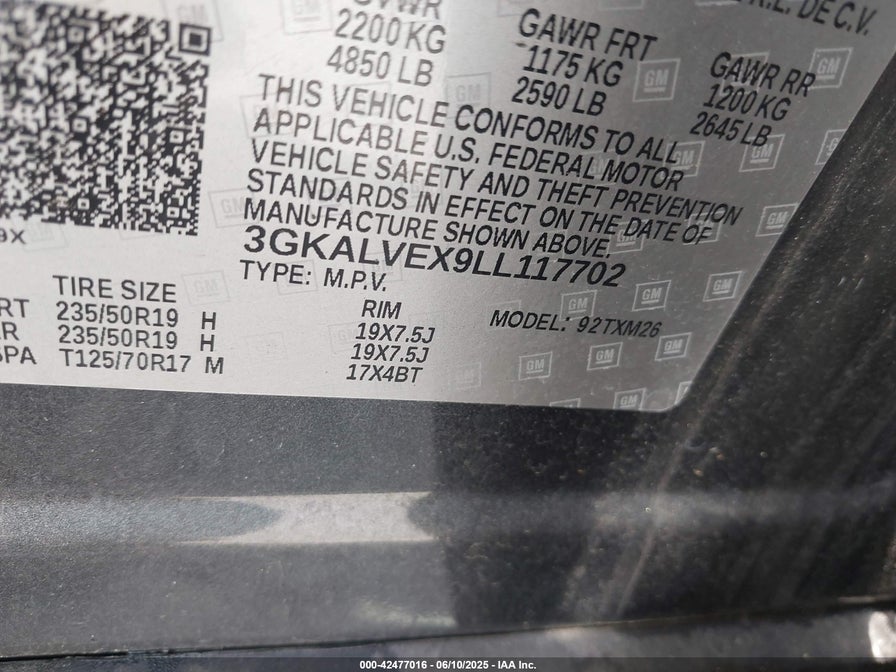 GVWR
2200 KG
4850 LB
GAWR FRT
1175 KG
2590 LB
GAWR RR
1200 KG
2645 LB
DE C.V.
THIS VEHICLE CONFORMS TO ALL
APPLICABLE U.S. FEDERAL MOTOR
VEHICLE SAFETY AND THEFT PREVENTION
STANDARDS IN EFFECT ON THE DATE OF
MANUFACTURE SHOWN ABOVE.
3GKALVEX9LL117702
TYPE: M.P.V.
MODEL: 92TXM26
TIRE SIZE RIM
RT 235/50R19 H 19X7.5J
R 235/50R19 H 19X7.5J
SPA T125/70R17 M 17X4BT
GM
000-42477016 - 06/10/2025 - IAA Inc.